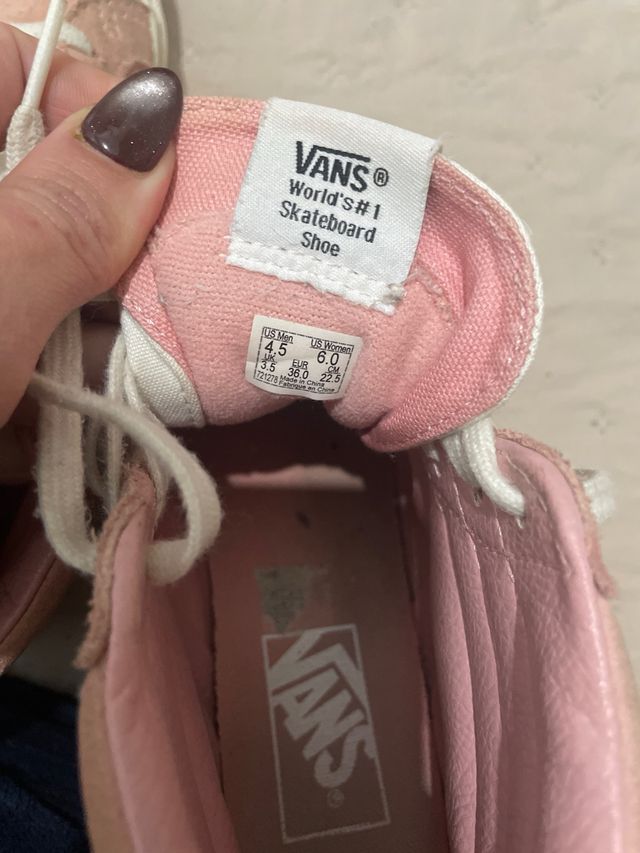 VANS®
World's #1
Skateboard
Shoe
US Men US Women
4.5 6.0
UK EUR CM
3.5 36.0 22.5
721278 Made in China
Fabriqué en Chine
VANS